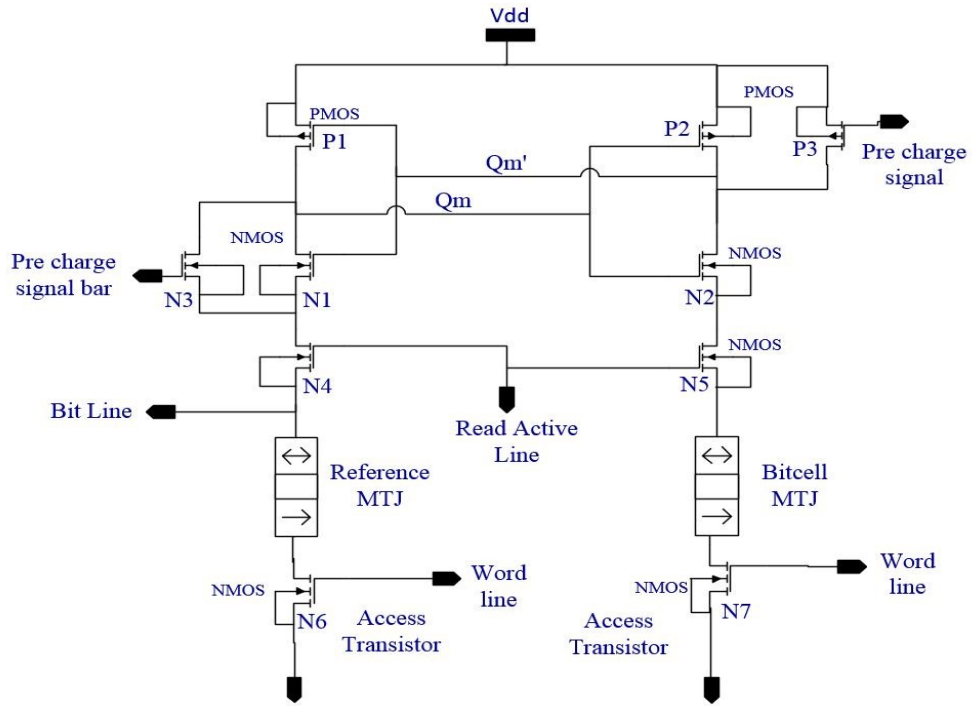 Vdd
PMOS
P1
P2
PMOS
P3
Pre charge
signal
Qm'
Qm
NMOS
NMOS
Pre charge
signal bar
N3
N1
N2
NMOS
N4
N5
Bit Line
Read Active
Line
Reference
MTJ
Bitcell
MTJ
NMOS
Word
line
N6
Access
Transistor
NMOS
Word
line
N7
Access
Transistor